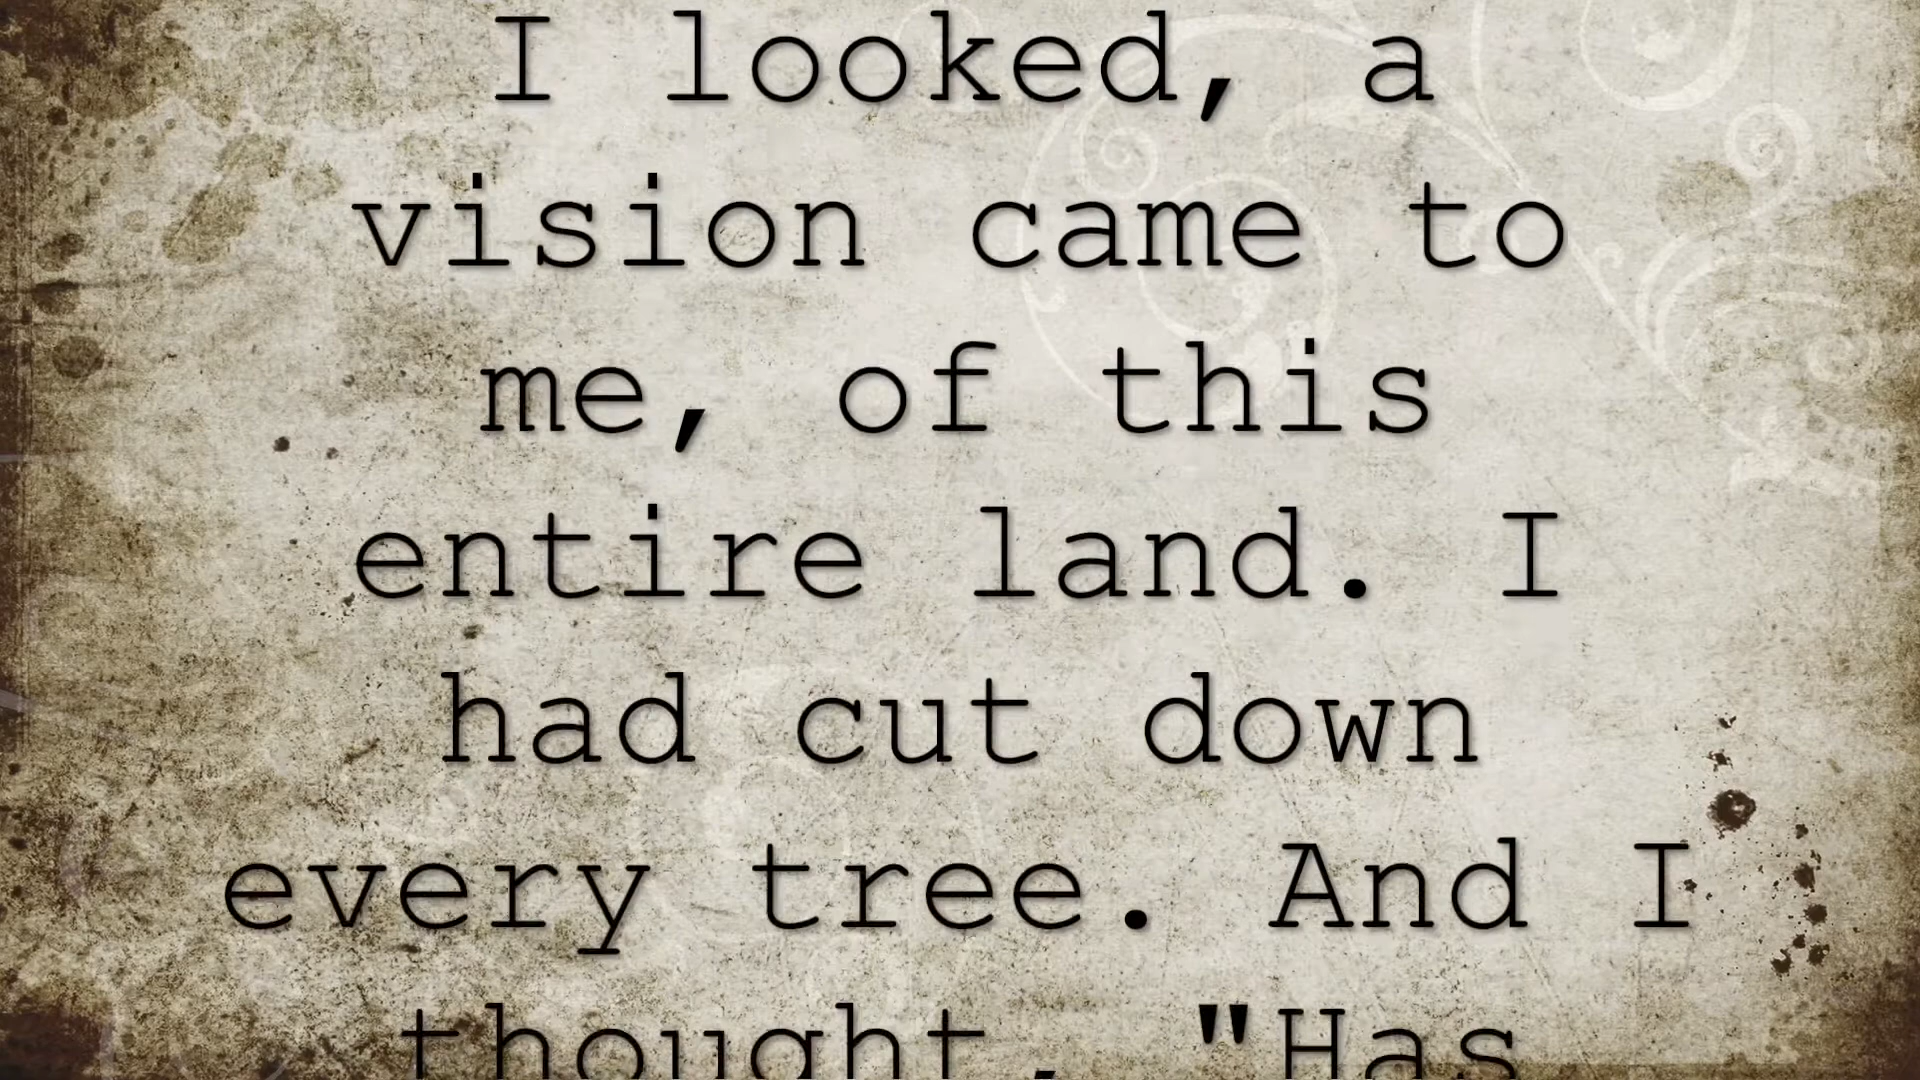 I looked, a
vision came to
me, of this
entire land. I
had cut down
every tree. And I
thought, "Has